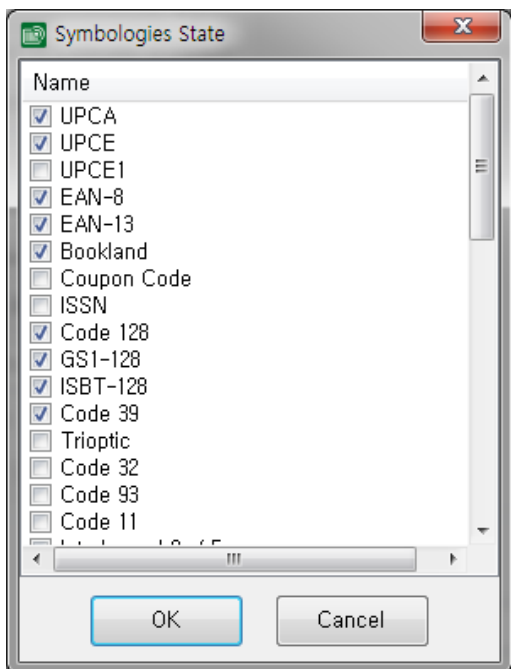 Symbologies State
Name
UPCA
UPCE
UPCE1
EAN-8
EAN-13
Bookland
Coupon Code
ISSN
Code 128
GS1-128
ISBT-128
Code 39
Trioptic
Code 32
Code 93
Code 11
OK
Cancel